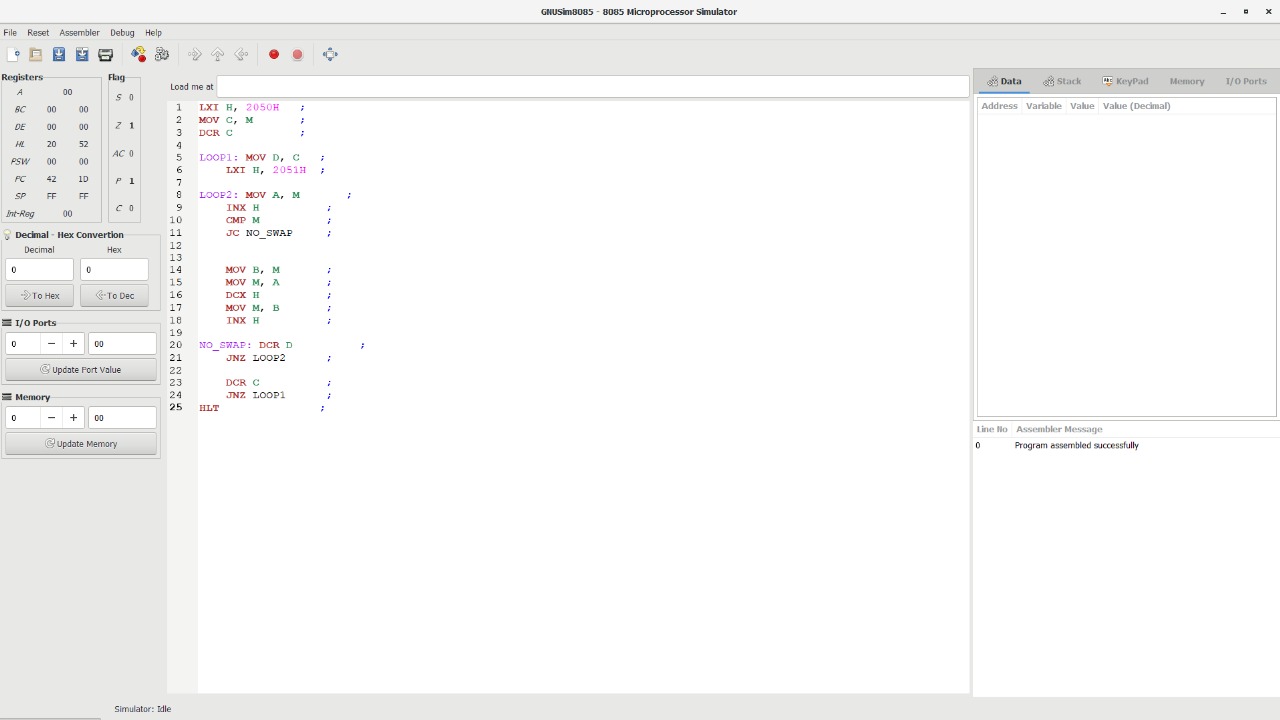 GNUSim8085 - 8085 Microprocessor Simulator
File Reset Assembler Debug Help
Registers
A 00
BC 00 00
DE 00 00
HL 20 52
PSW 00 00
PC 42 1D
SP FF FF
Int-Reg 00
Flag
S 0
Z 1
AC 0
P 1
C 0
Decimal - Hex Convertion
Decimal Hex
0 0
To Hex To Dec
I/O Ports
0 − + 00
Update Port Value
Memory
0 − + 00
Update Memory
Load me at
1 LXI H, 2050H ;
2 MOV C, M ;
3 DCR C ;
4
5 LOOP1: MOV D, C ;
6 LXI H, 2051H ;
7
8 LOOP2: MOV A, M ;
9 INX H ;
10 CMP M ;
11 JC NO_SWAP ;
12
13
14 MOV B, M ;
15 MOV M, A ;
16 DCX H ;
17 MOV M, B ;
18 INX H ;
19
20 NO_SWAP: DCR D ;
21 JNZ LOOP2 ;
22
23 DCR C ;
24 JNZ LOOP1 ;
25 HLT ;
Data Stack KeyPad Memory I/O Ports
Address Variable Value Value (Decimal)
Line No Assembler Message
0 Program assembled successfully
Simulator: Idle